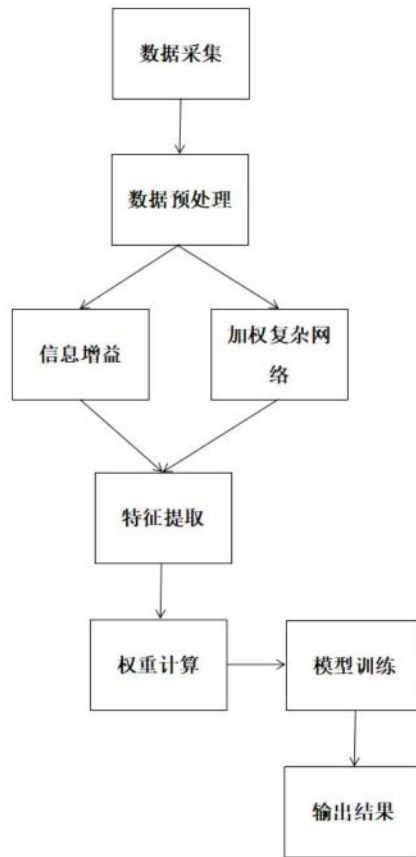 数据采集
数据预处理
信息增益
加权复杂网
络
特征提取
权重计算
模型训练
输出结果